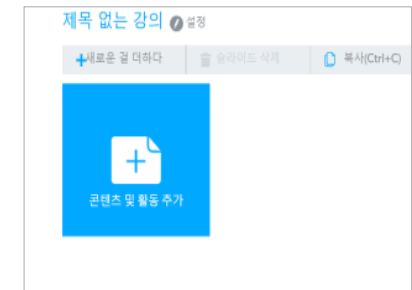 제목 없는 강의 설정
+새로운 걸 더하다 슬라이드 삭제 복사(Ctrl+C)
콘텐츠 및 활동 추가